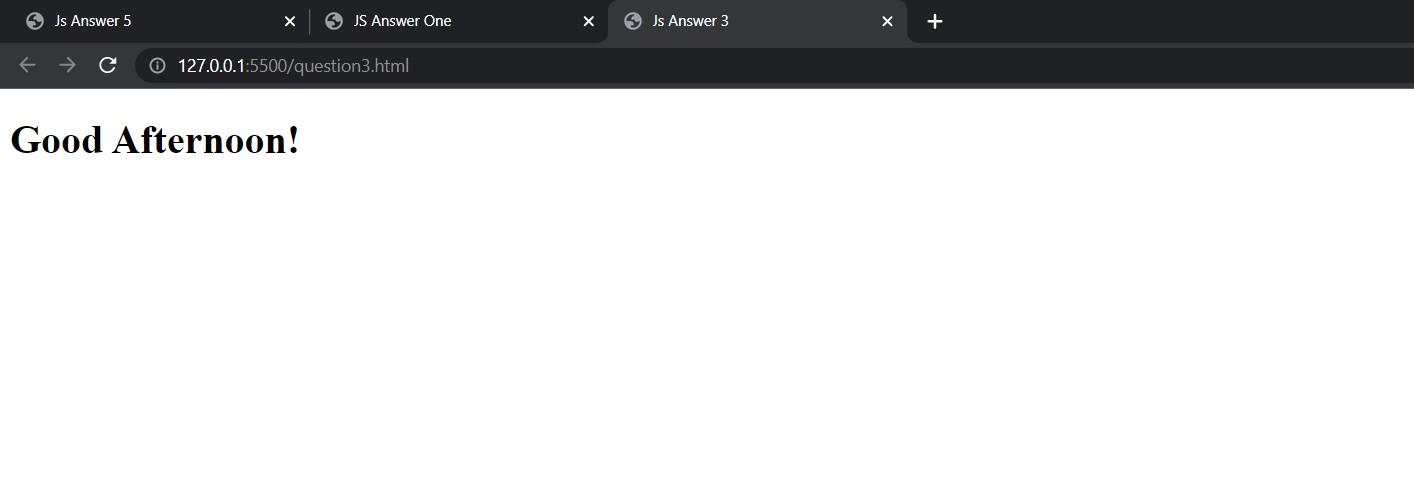 Js Answer 5
JS Answer One
Js Answer 3
127.0.0.1:5500/question3.html
Good Afternoon!